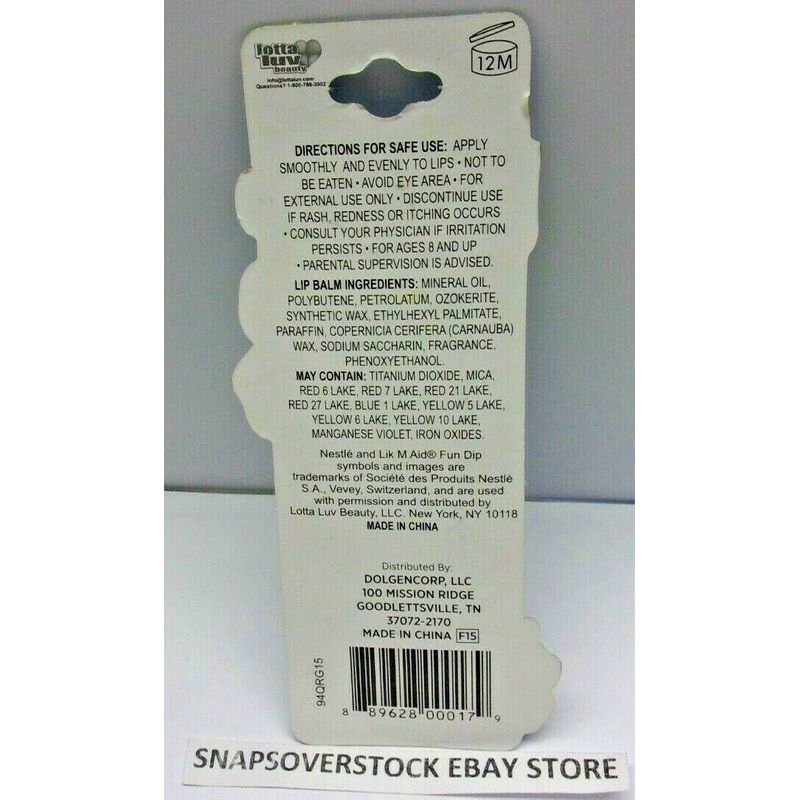 lotta
luv
beauty
info@lottaluv.com
Questions? 1-800-788-3902
12M
DIRECTIONS FOR SAFE USE: APPLY
SMOOTHLY AND EVENLY TO LIPS • NOT TO
BE EATEN • AVOID EYE AREA • FOR
EXTERNAL USE ONLY • DISCONTINUE USE
IF RASH, REDNESS OR ITCHING OCCURS
• CONSULT YOUR PHYSICIAN IF IRRITATION
PERSISTS • FOR AGES 8 AND UP
• PARENTAL SUPERVISION IS ADVISED.
LIP BALM INGREDIENTS: MINERAL OIL,
POLYBUTENE, PETROLATUM, OZOKERITE,
SYNTHETIC WAX, ETHYLHEXYL PALMITATE,
PARAFFIN, COPERNICIA CERIFERA (CARNAUBA)
WAX, SODIUM SACCHARIN, FRAGRANCE,
PHENOXYETHANOL.
MAY CONTAIN: TITANIUM DIOXIDE, MICA,
RED 6 LAKE, RED 7 LAKE, RED 21 LAKE,
RED 27 LAKE, BLUE 1 LAKE, YELLOW 5 LAKE,
YELLOW 6 LAKE, YELLOW 10 LAKE,
MANGANESE VIOLET, IRON OXIDES.
Nestlé and Lik M Aid® Fun Dip
symbols and images are
trademarks of Société des Produits Nestlé
S.A., Vevey, Switzerland, and are used
with permission and distributed by
Lotta Luv Beauty, LLC. New York, NY 10118
MADE IN CHINA
Distributed By:
DOLGENCORP, LLC
100 MISSION RIDGE
GOODLETTSVILLE, TN
37072-2170
MADE IN CHINA F15
94QRG15
8 89628 00017 9
SNAPSOVERSTOCK EBAY STORE